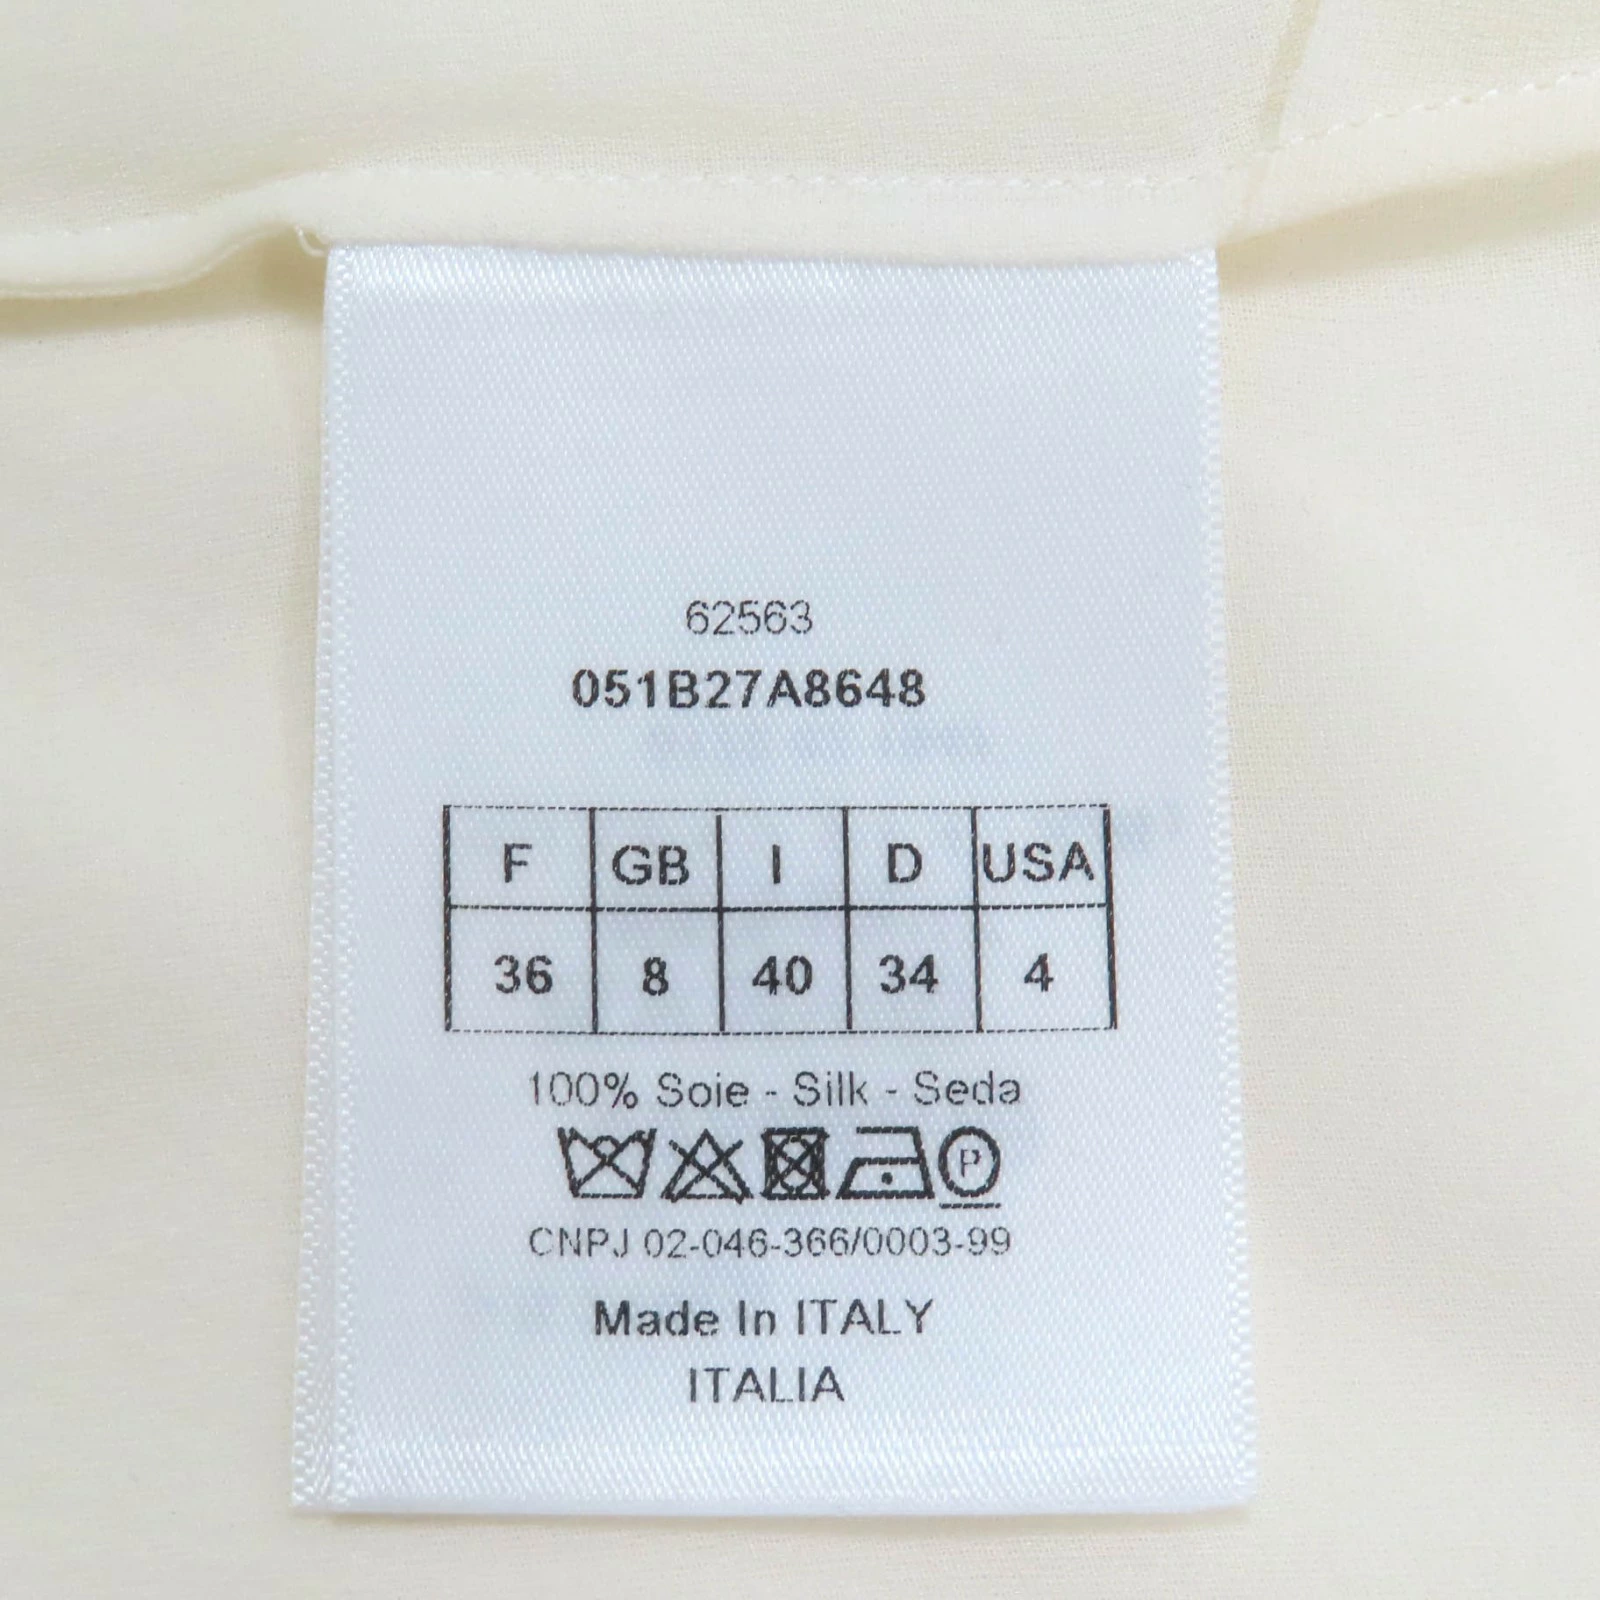 62563
051B27A8648
F GB I D USA
36 8 40 34 4
100% Soie - Silk - Seda
P
CNPJ 02-046-366/0003-99
Made In ITALY
ITALIA